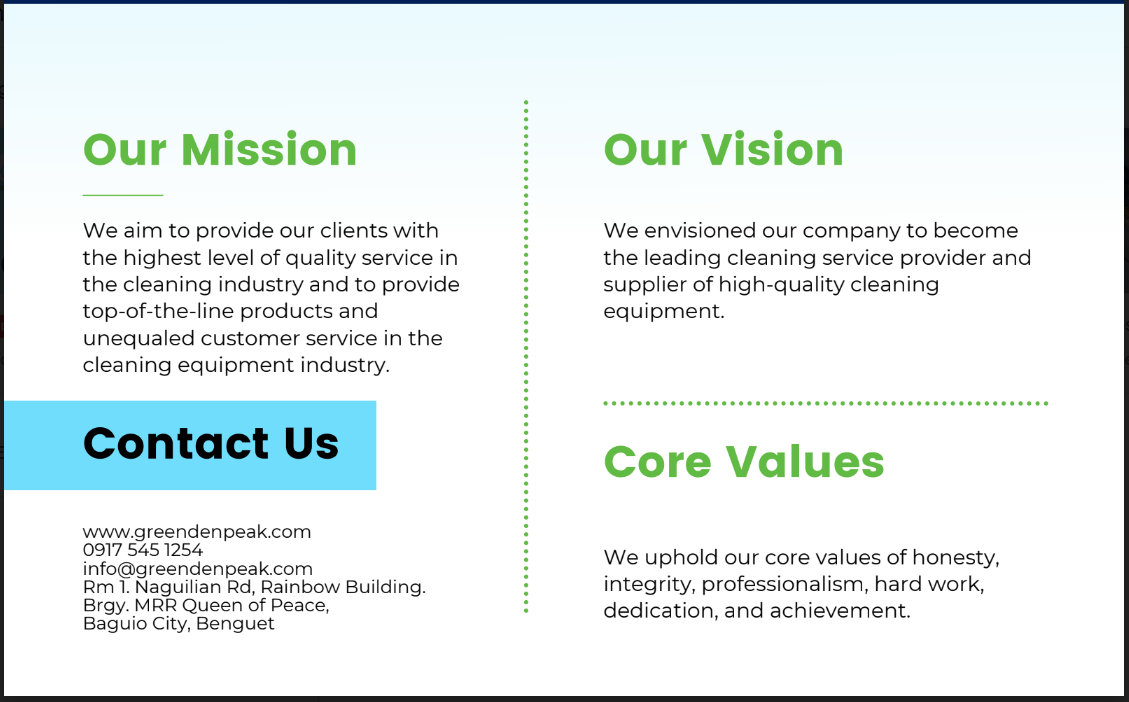 Our Mission
We aim to provide our clients with
the highest level of quality service in
the cleaning industry and to provide
top-of-the-line products and
unequaled customer service in the
cleaning equipment industry.
Contact Us
www.greendenpeak.com
0917 545 1254
info@greendenpeak.com
Rm 1. Naguilian Rd, Rainbow Building.
Brgy. MRR Queen of Peace,
Baguio City, Benguet
Our Vision
We envisioned our company to become
the leading cleaning service provider and
supplier of high-quality cleaning
equipment.
Core Values
We uphold our core values of honesty,
integrity, professionalism, hard work,
dedication, and achievement.